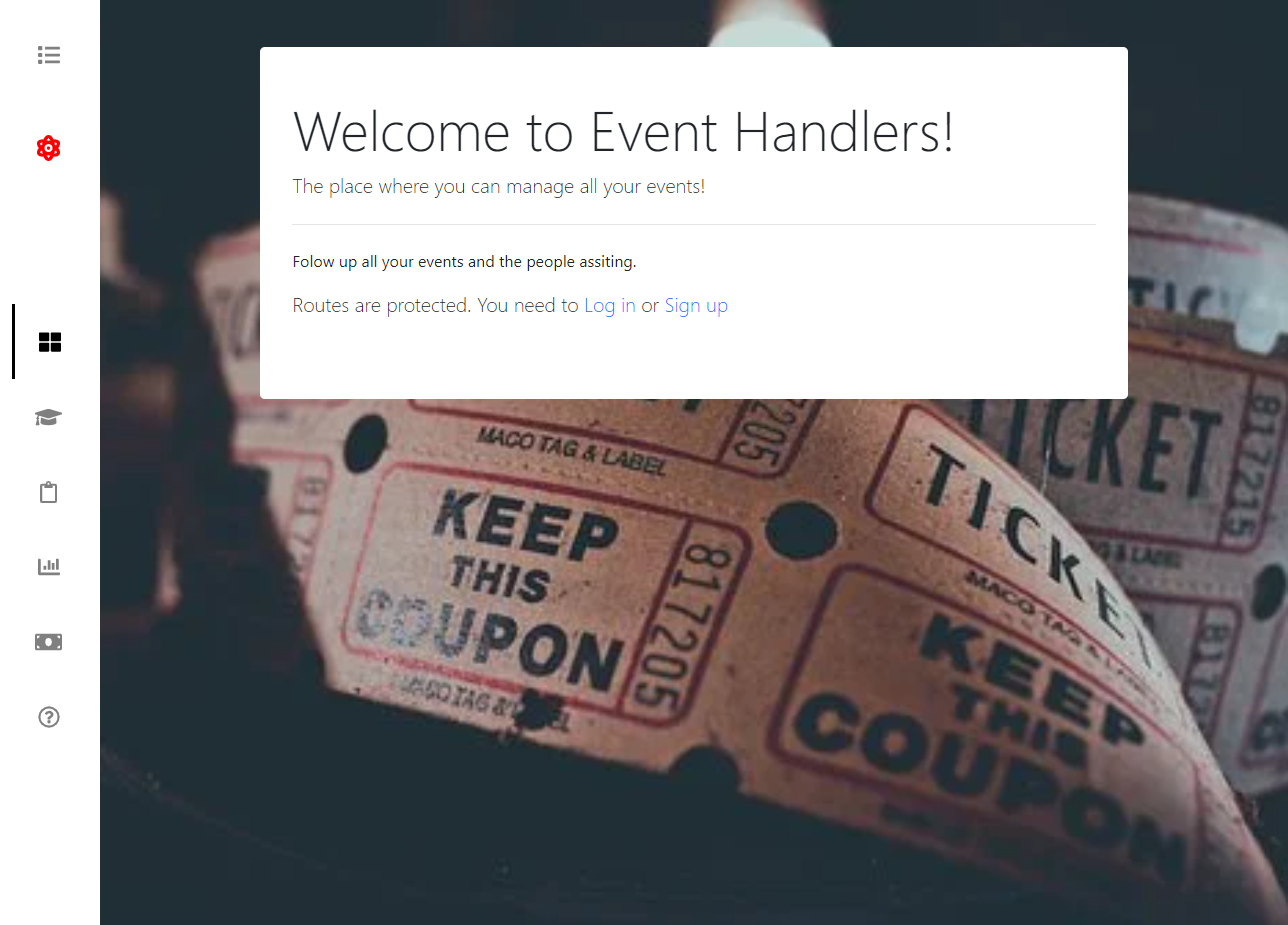 Welcome to Event Handlers!
The place where you can manage all your events!
Folow up all your events and the people assiting.
Routes are protected. You need to Log in or Sign up
TICKET
817215
205
MACO TAG & LABEL
TICKET
KEEP
THIS
COUPON
817205
MACO TAG & LABEL
KEEP
THIS
COUPON